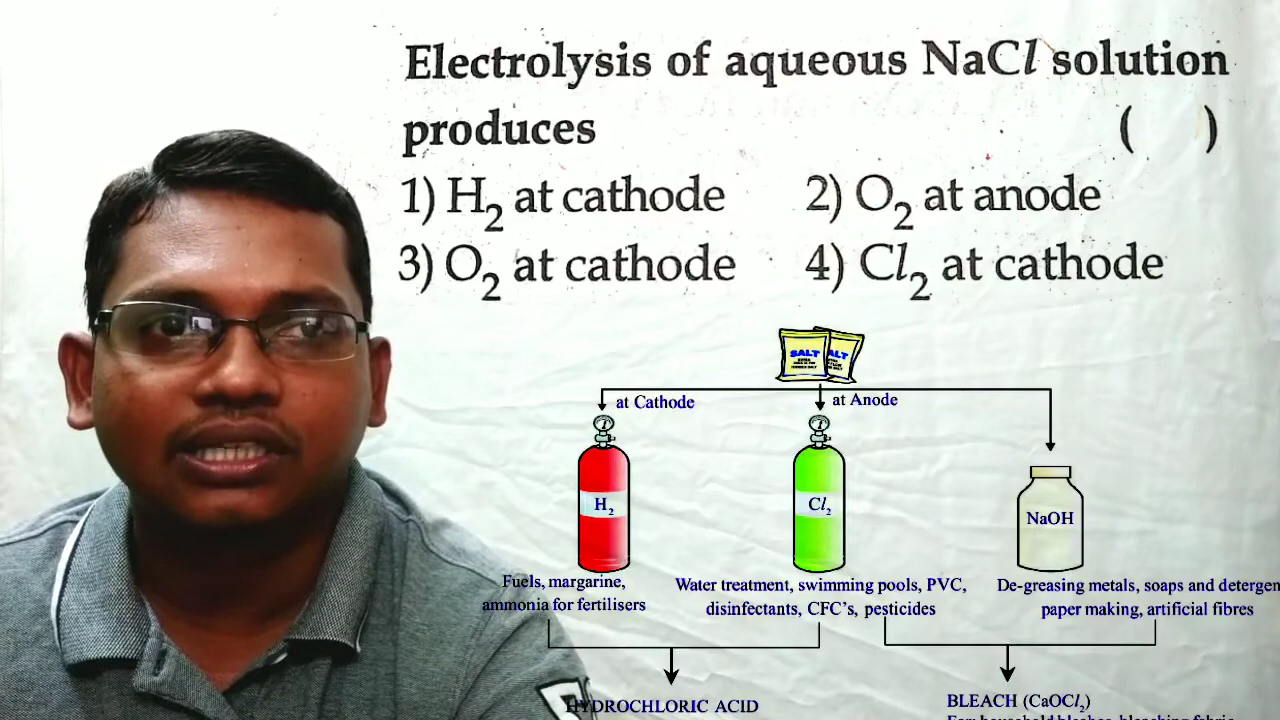 Electrolysis of aqueous NaCl solution
produces ( )
1) H₂ at cathode 2) O₂ at anode
3) O₂ at cathode 4) Cl₂ at cathode
SALT ALT
at Cathode at Anode
H₂ Cl₂ NaOH
Fuels, margarine, Water treatment, swimming pools, PVC, De-greasing metals, soaps and detergen
ammonia for fertilisers disinfectants, CFC's, pesticides paper making, artificial fibres
HYDROCHLORIC ACID BLEACH (CaOCl₂)